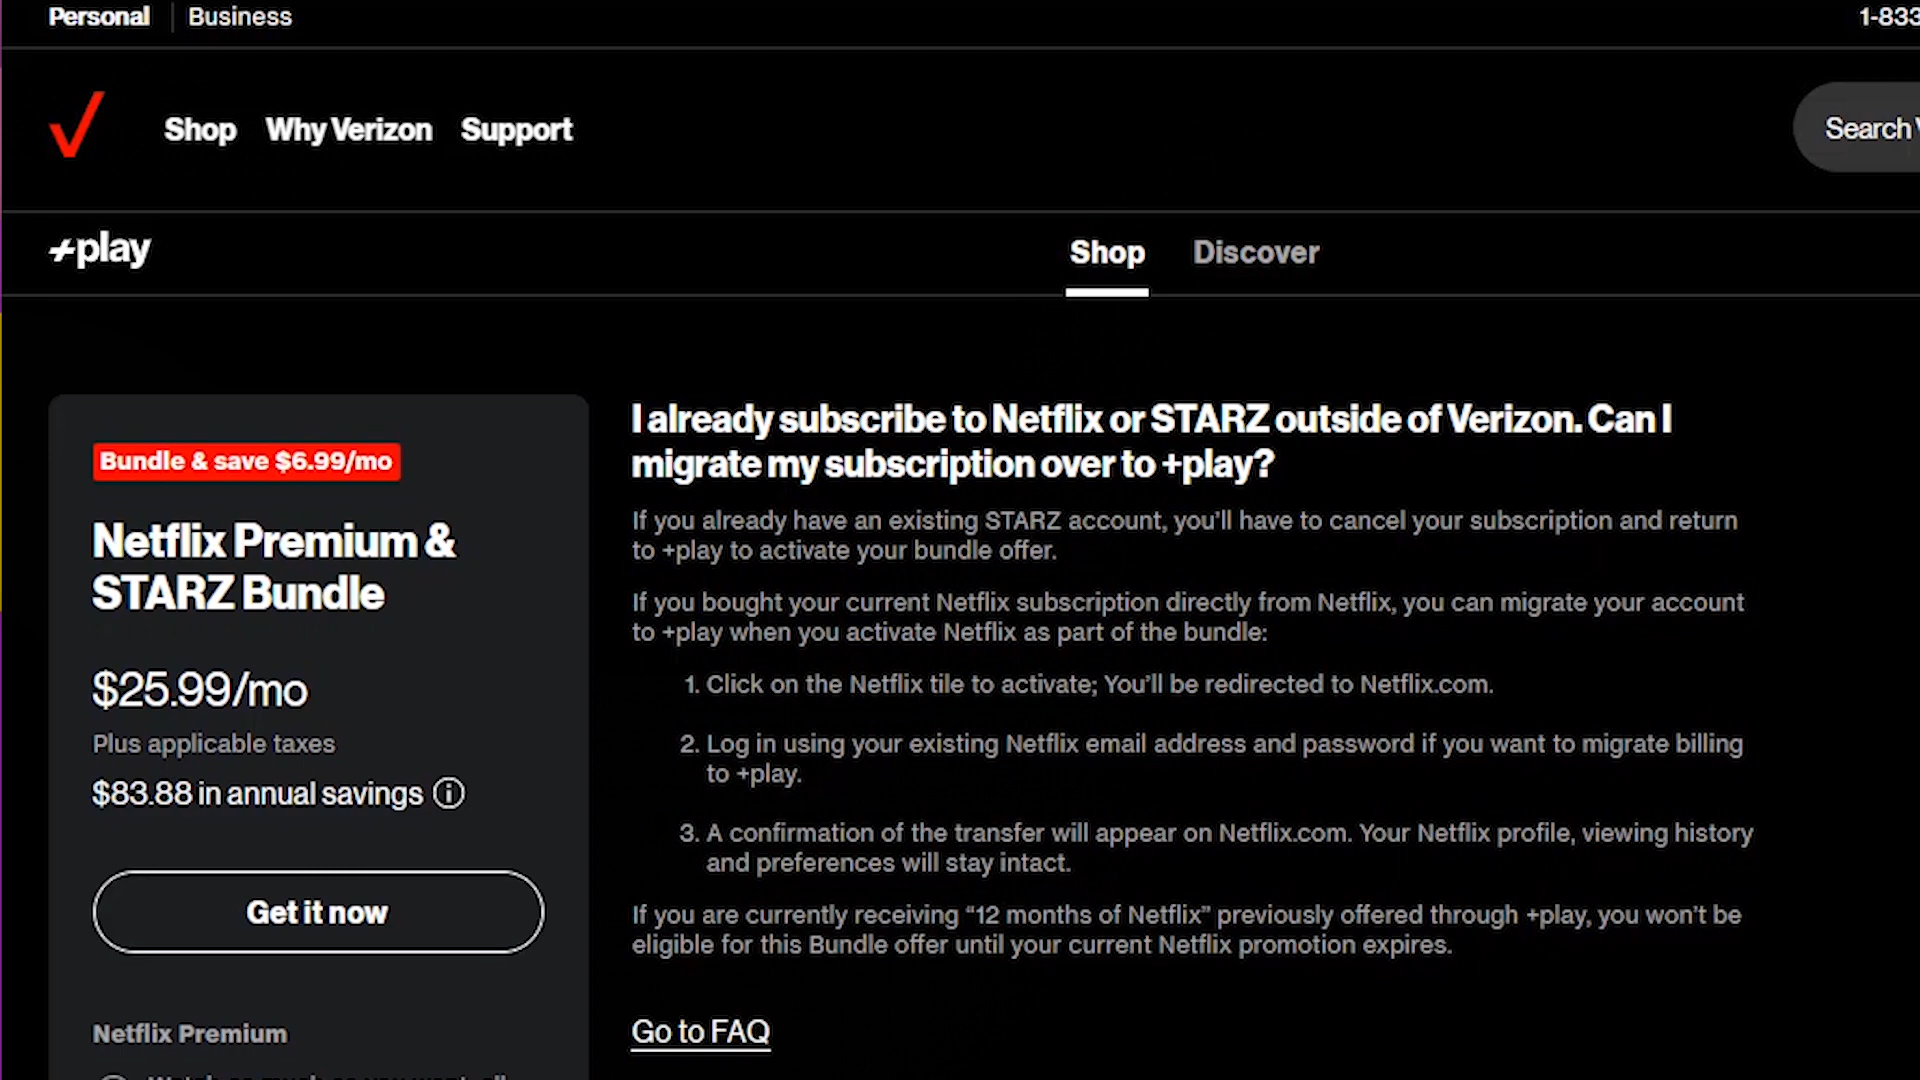 Personal
Business
1-833
Shop
Why Verizon
Support
Search
+play
Shop
Discover
Bundle & save $6.99/mo
Netflix Premium &
STARZ Bundle
$25.99/mo
Plus applicable taxes
$83.88 in annual savings
Get it now
Netflix Premium
I already subscribe to Netflix or STARZ outside of Verizon. Can I
migrate my subscription over to +play?
If you already have an existing STARZ account, you'll have to cancel your subscription and return
to +play to activate your bundle offer.
If you bought your current Netflix subscription directly from Netflix, you can migrate your account
to +play when you activate Netflix as part of the bundle:
1. Click on the Netflix tile to activate; You'll be redirected to Netflix.com.
2. Log in using your existing Netflix email address and password if you want to migrate billing
to +play.
3. A confirmation of the transfer will appear on Netflix.com. Your Netflix profile, viewing history
and preferences will stay intact.
If you are currently receiving “12 months of Netflix” previously offered through +play, you won't be
eligible for this Bundle offer until your current Netflix promotion expires.
Go to FAQ